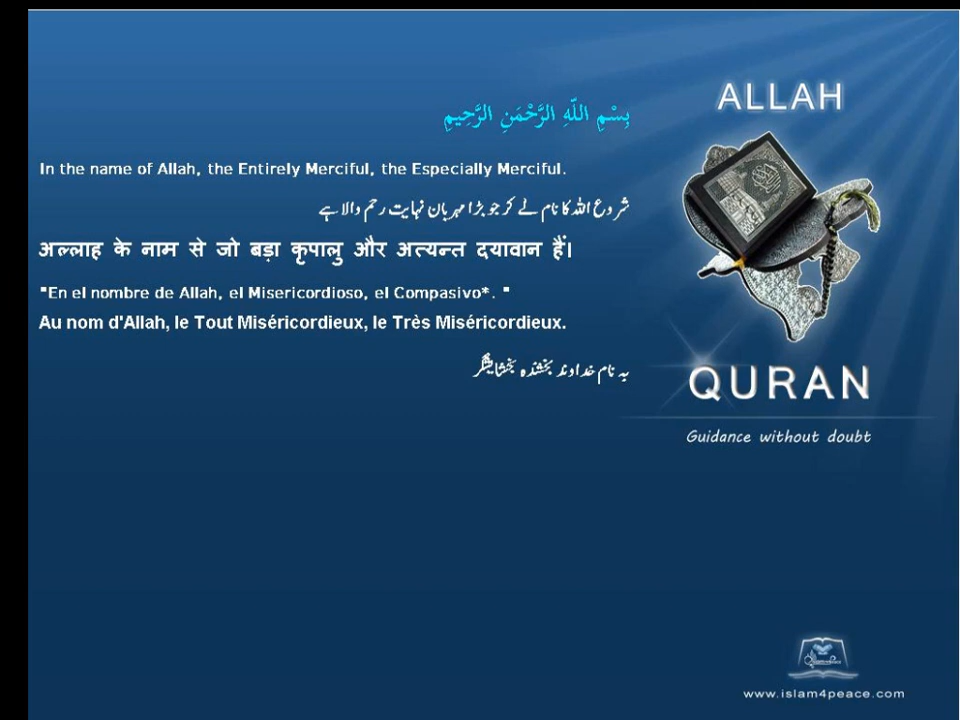 بِسْمِ اللّهِ الرَّحْمَنِ الرَّحِيمِ
In the name of Allah, the Entirely Merciful, the Especially Merciful.
شروع الله کا نام لے کر جو بڑا مہربان نہایت رحم والا ہے
अल्लाह के नाम से जो बड़ा कृपालु और अत्यन्त दयावान हैं।
"En el nombre de Allah, el Misericordioso, el Compasivo*. "
Au nom d'Allah, le Tout Miséricordieux, le Très Miséricordieux.
به نام خداوند بخشنده بخشایشگر
ALLAH
QURAN
Guidance without doubt
www.islam4peace.com